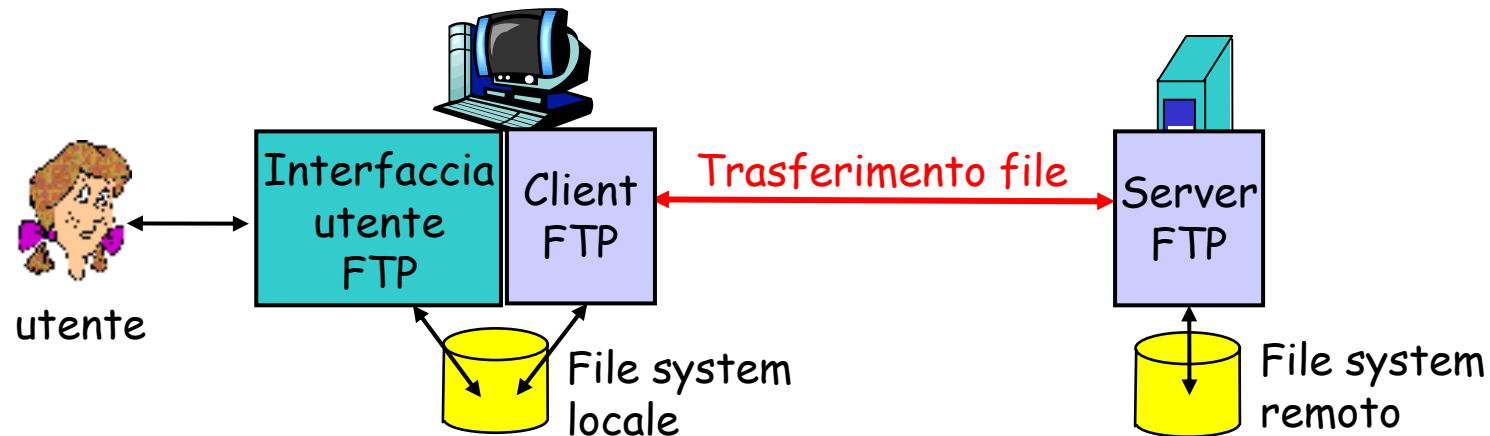 utente
Interfaccia
utente
FTP
Client
FTP
Trasferimento file
Server
FTP
File system
locale
File system
remoto